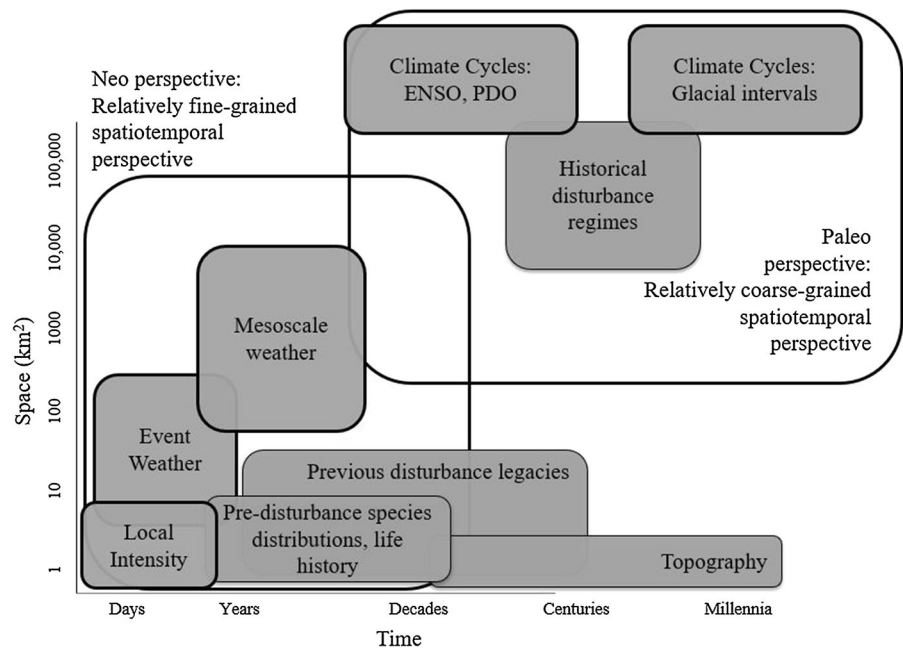 Neo perspective:
Relatively fine-grained
spatiotemporal
perspective
Climate Cycles:
ENSO, PDO
Climate Cycles:
Glacial intervals
Historical
disturbance
regimes
Paleo
perspective:
Relatively coarse-grained
spatiotemporal
perspective
Mesoscale
weather
Event
Weather
Previous disturbance legacies
Local
Intensity
Pre-disturbance species
distributions, life
history
Topography
Space (km²)
100,000
10,000
1000
100
10
1
Days
Years
Decades
Centuries
Millennia
Time